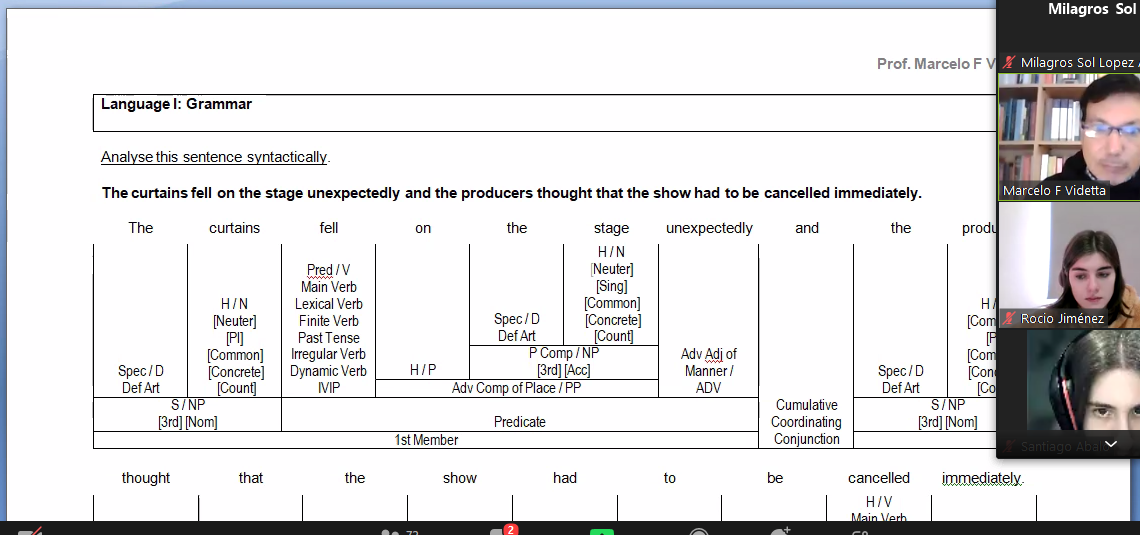 Milagros Sol
Prof. Marcelo F V
Milagros Sol Lopez
Language I: Grammar
Analyse this sentence syntactically.
The curtains fell on the stage unexpectedly and the producers thought that the show had to be cancelled immediately.
Marcelo F Videtta
The curtains fell on the stage unexpectedly and the produ
H / N
Pred / V [Neuter]
Main Verb [Sing]
H / N Lexical Verb [Common] H /
[Neuter] Finite Verb Spec / D [Concrete] [Com
[Pl] Past Tense Def Art [Count] [P
[Common] Irregular Verb P Comp / NP Adv Adj of [Com
Spec / D [Concrete] Dynamic Verb H / P [3rd] [Acc] Manner / Spec / D [Con
Def Art [Count] IVIP Adv Comp of Place / PP ADV Def Art [Co
S / NP Cumulative S / NP
[3rd] [Nom] Predicate Coordinating [3rd] [Nom]
1st Member Conjunction
Rocio Jiménez
Santiago Abal
thought that the show had to be cancelled immediately.
H / V
Main Verb
72
2